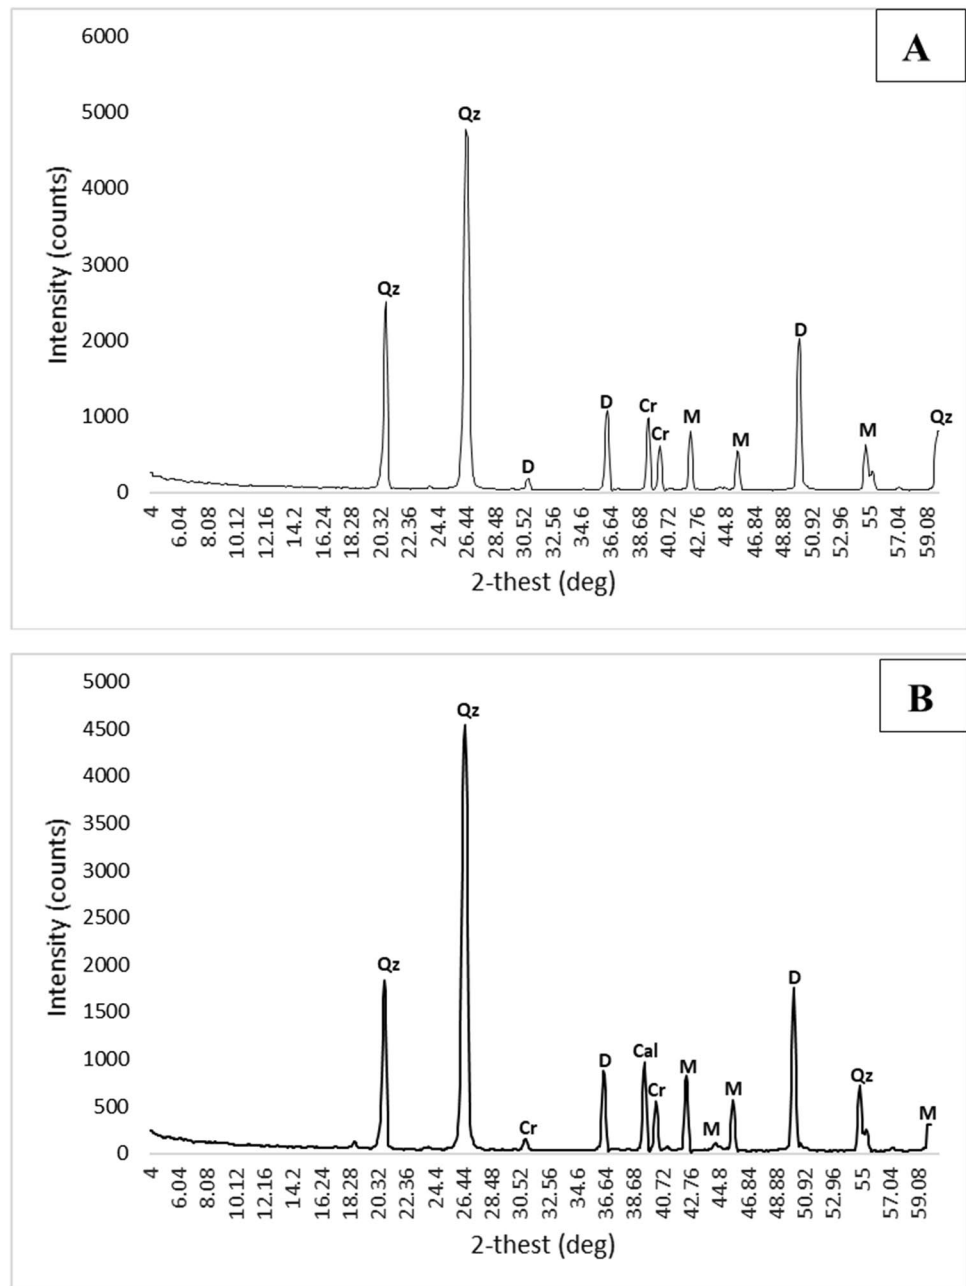 A
6000
5000
4000
3000
2000
1000
0
Intensity (counts)
Qz
Qz
D
D
Cr
Cr
M
M
D
M
Qz
4 6.04 8.08 10.12 12.16 14.2 16.24 18.28 20.32 22.36 24.4 26.44 28.48 30.52 32.56 34.6 36.64 38.68 40.72 42.76 44.8 46.84 48.88 50.92 52.96 55 57.04 59.08
2-thest (deg)
B
5000
4500
4000
3500
3000
2500
2000
1500
1000
500
0
Intensity (counts)
Qz
Qz
Cr
D
Cal
Cr
M
M
M
D
Qz
M
4 6.04 8.08 10.12 12.16 14.2 16.24 18.28 20.32 22.36 24.4 26.44 28.48 30.52 32.56 34.6 36.64 38.68 40.72 42.76 44.8 46.84 48.88 50.92 52.96 55 57.04 59.08
2-thest (deg)